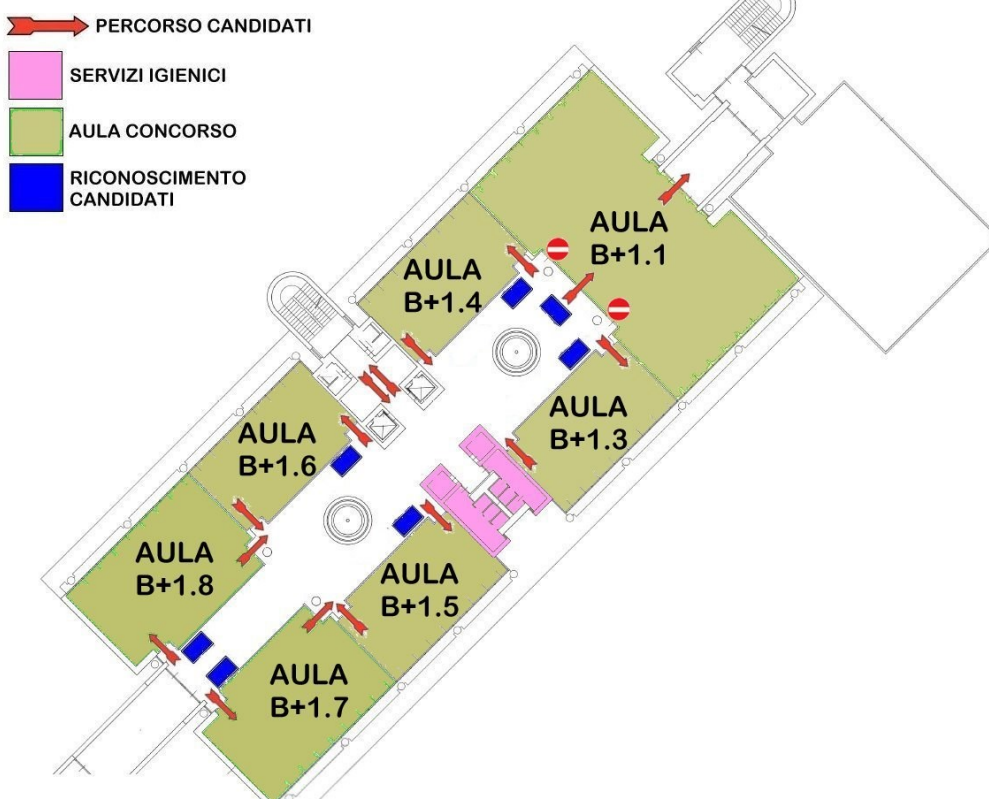 PERCORSO CANDIDATI
SERVIZI IGIENICI
AULA CONCORSO
RICONOSCIMENTO
CANDIDATI
AULA
B+1.1
AULA
B+1.4
AULA
B+1.3
AULA
B+1.6
AULA
B+1.8
AULA
B+1.5
AULA
B+1.7